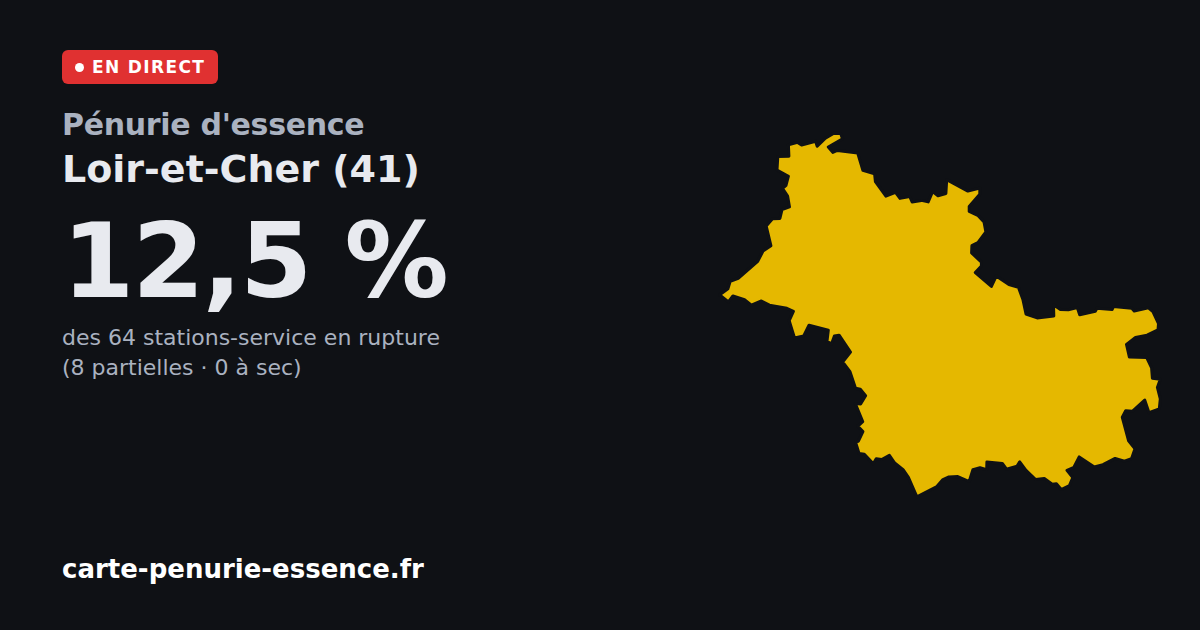 EN DIRECT
Pénurie d'essence
Loir-et-Cher (41)
12,5 %
des 64 stations-service en rupture
(8 partielles · 0 à sec)
carte-penurie-essence.fr